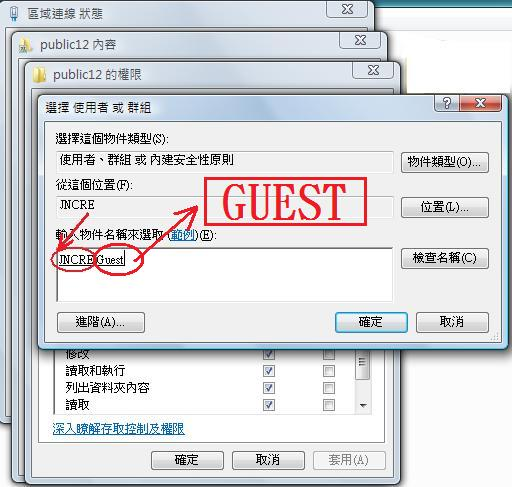 區域連線 狀態
public12 內容
public12 的權限
選擇 使用者 或 群組
選擇這個物件類型(S):
使用者、群組 或 內建安全性原則
物件類型(O)...
從這個位置(F):
JNCRE
位置(L)...
GUEST
輸入物件名稱來選取 (範例)(E):
JNCRE\Guest
檢查名稱(C)
進階(A)...
確定
取消
修改
讀取和執行
列出資料夾內容
讀取
深入瞭解存取控制及權限
確定
取消
套用(A)